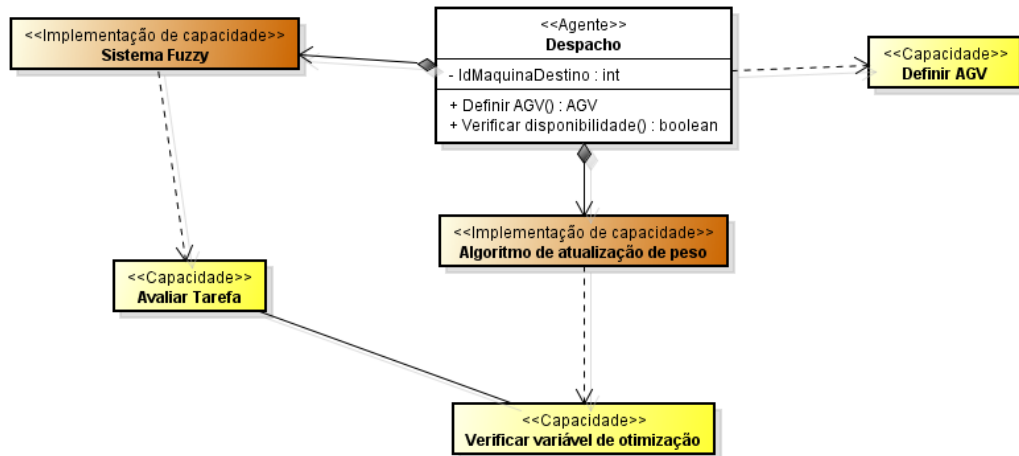 <<Implementação de capacidade>>
Sistema Fuzzy
<<Agente>>
Despacho
- IdMaquinaDestino : int
+ Definir AGV() : AGV
+ Verificar disponibilidade() : boolean
<<Capacidade>>
Definir AGV
<<Implementação de capacidade>>
Algoritmo de atualização de peso
<<Capacidade>>
Avaliar Tarefa
<<Capacidade>>
Verificar variável de otimização